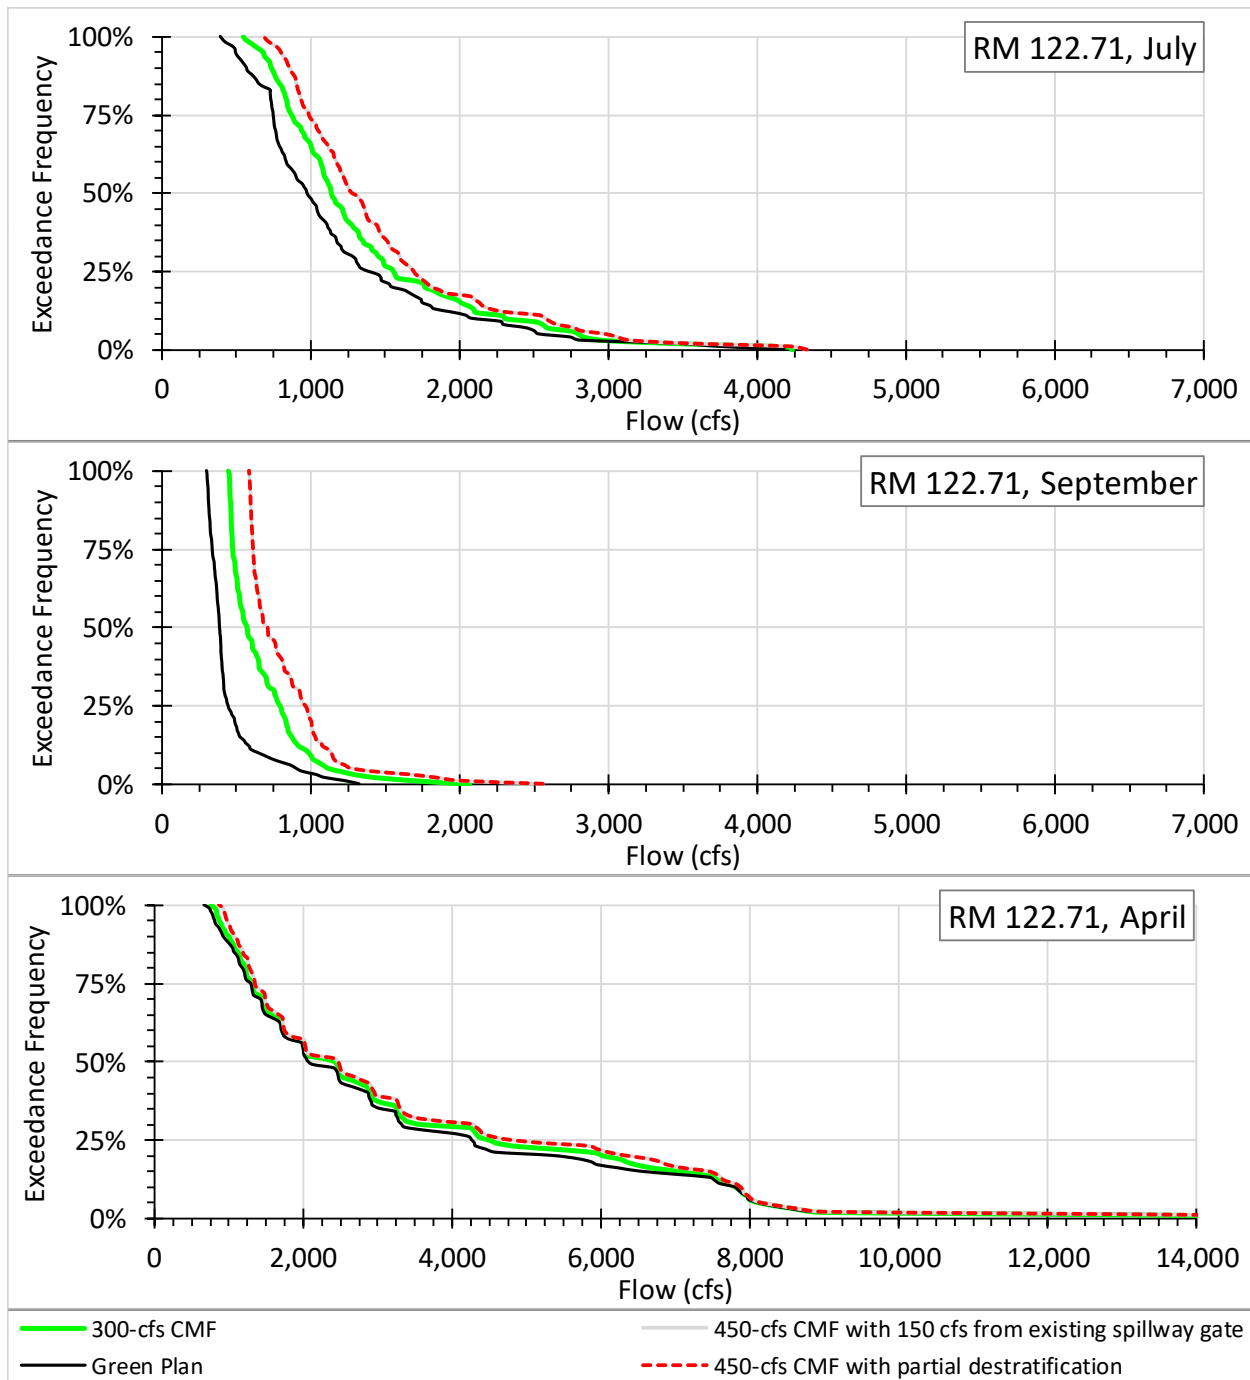 RM 122.71, July
Exceedance Frequency
100%
75%
50%
25%
0%
0 1,000 2,000 3,000 4,000 5,000 6,000 7,000
Flow (cfs)
RM 122.71, September
Exceedance Frequency
100%
75%
50%
25%
0%
0 1,000 2,000 3,000 4,000 5,000 6,000 7,000
Flow (cfs)
RM 122.71, April
Exceedance Frequency
100%
75%
50%
25%
0%
0 2,000 4,000 6,000 8,000 10,000 12,000 14,000
Flow (cfs)
300-cfs CMF 450-cfs CMF with 150 cfs from existing spillway gate
Green Plan 450-cfs CMF with partial destratification